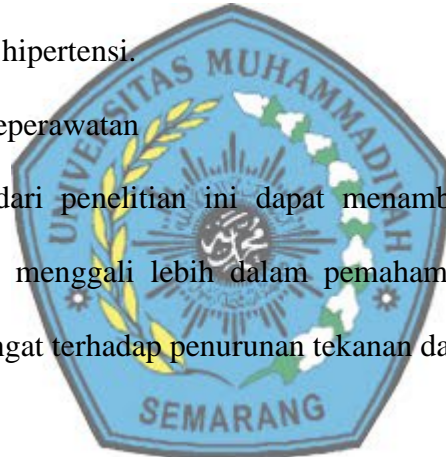 hipertensi.
UNIVERSITAS MUHAMMADIYAH
eperawatan
dari penelitian ini dapat menamb
menggali lebih dalam pemaham
ngat terhadap penurunan tekanan da
SEMARANG